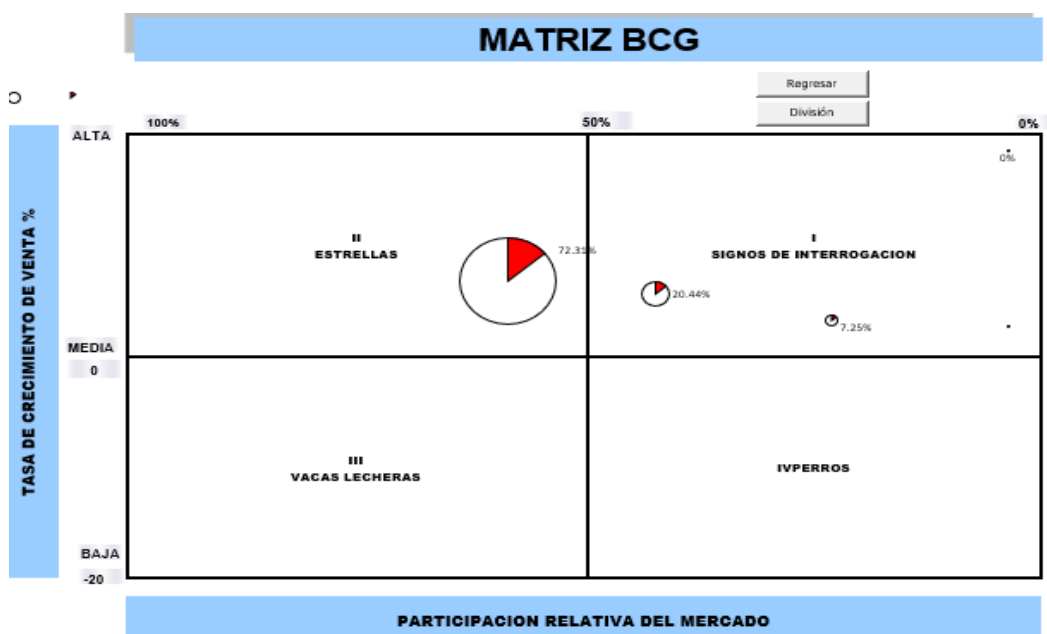 MATRIZ BCG
Regresar
División
100%
50%
0%
ALTA
0%
II
ESTRELLAS
72.31%
I
SIGNOS DE INTERROGACION
20.44%
7.25%
MEDIA
0
TASA DE CRECIMIENTO DE VENTA %
III
VACAS LECHERAS
IVPERROS
BAJA
-20
PARTICIPACION RELATIVA DEL MERCADO